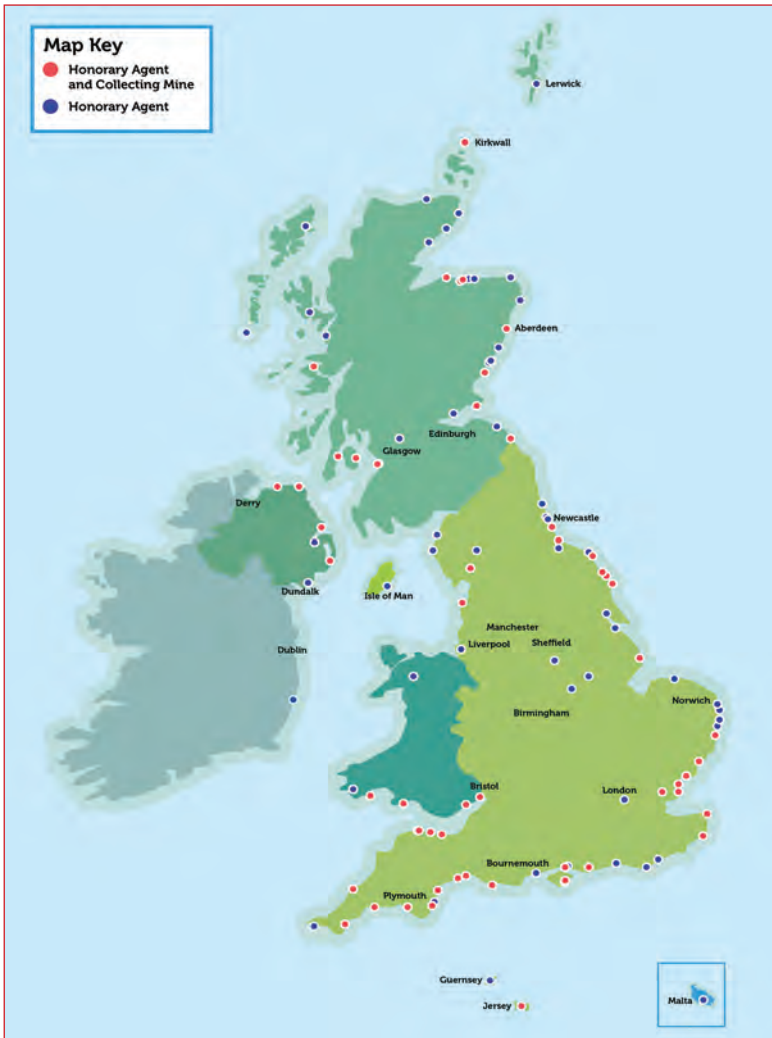 Map Key
Honorary Agent
and Collecting Mine
Honorary Agent
Lerwick
Kirkwall
Aberdeen
Edinburgh
Glasgow
Derry
Newcastle
Dundalk
Isle of Man
Manchester
Dublin
Liverpool
Sheffield
Norwich
Birmingham
Bristol
London
Bournemouth
Plymouth
Guernsey
Malta
Jersey